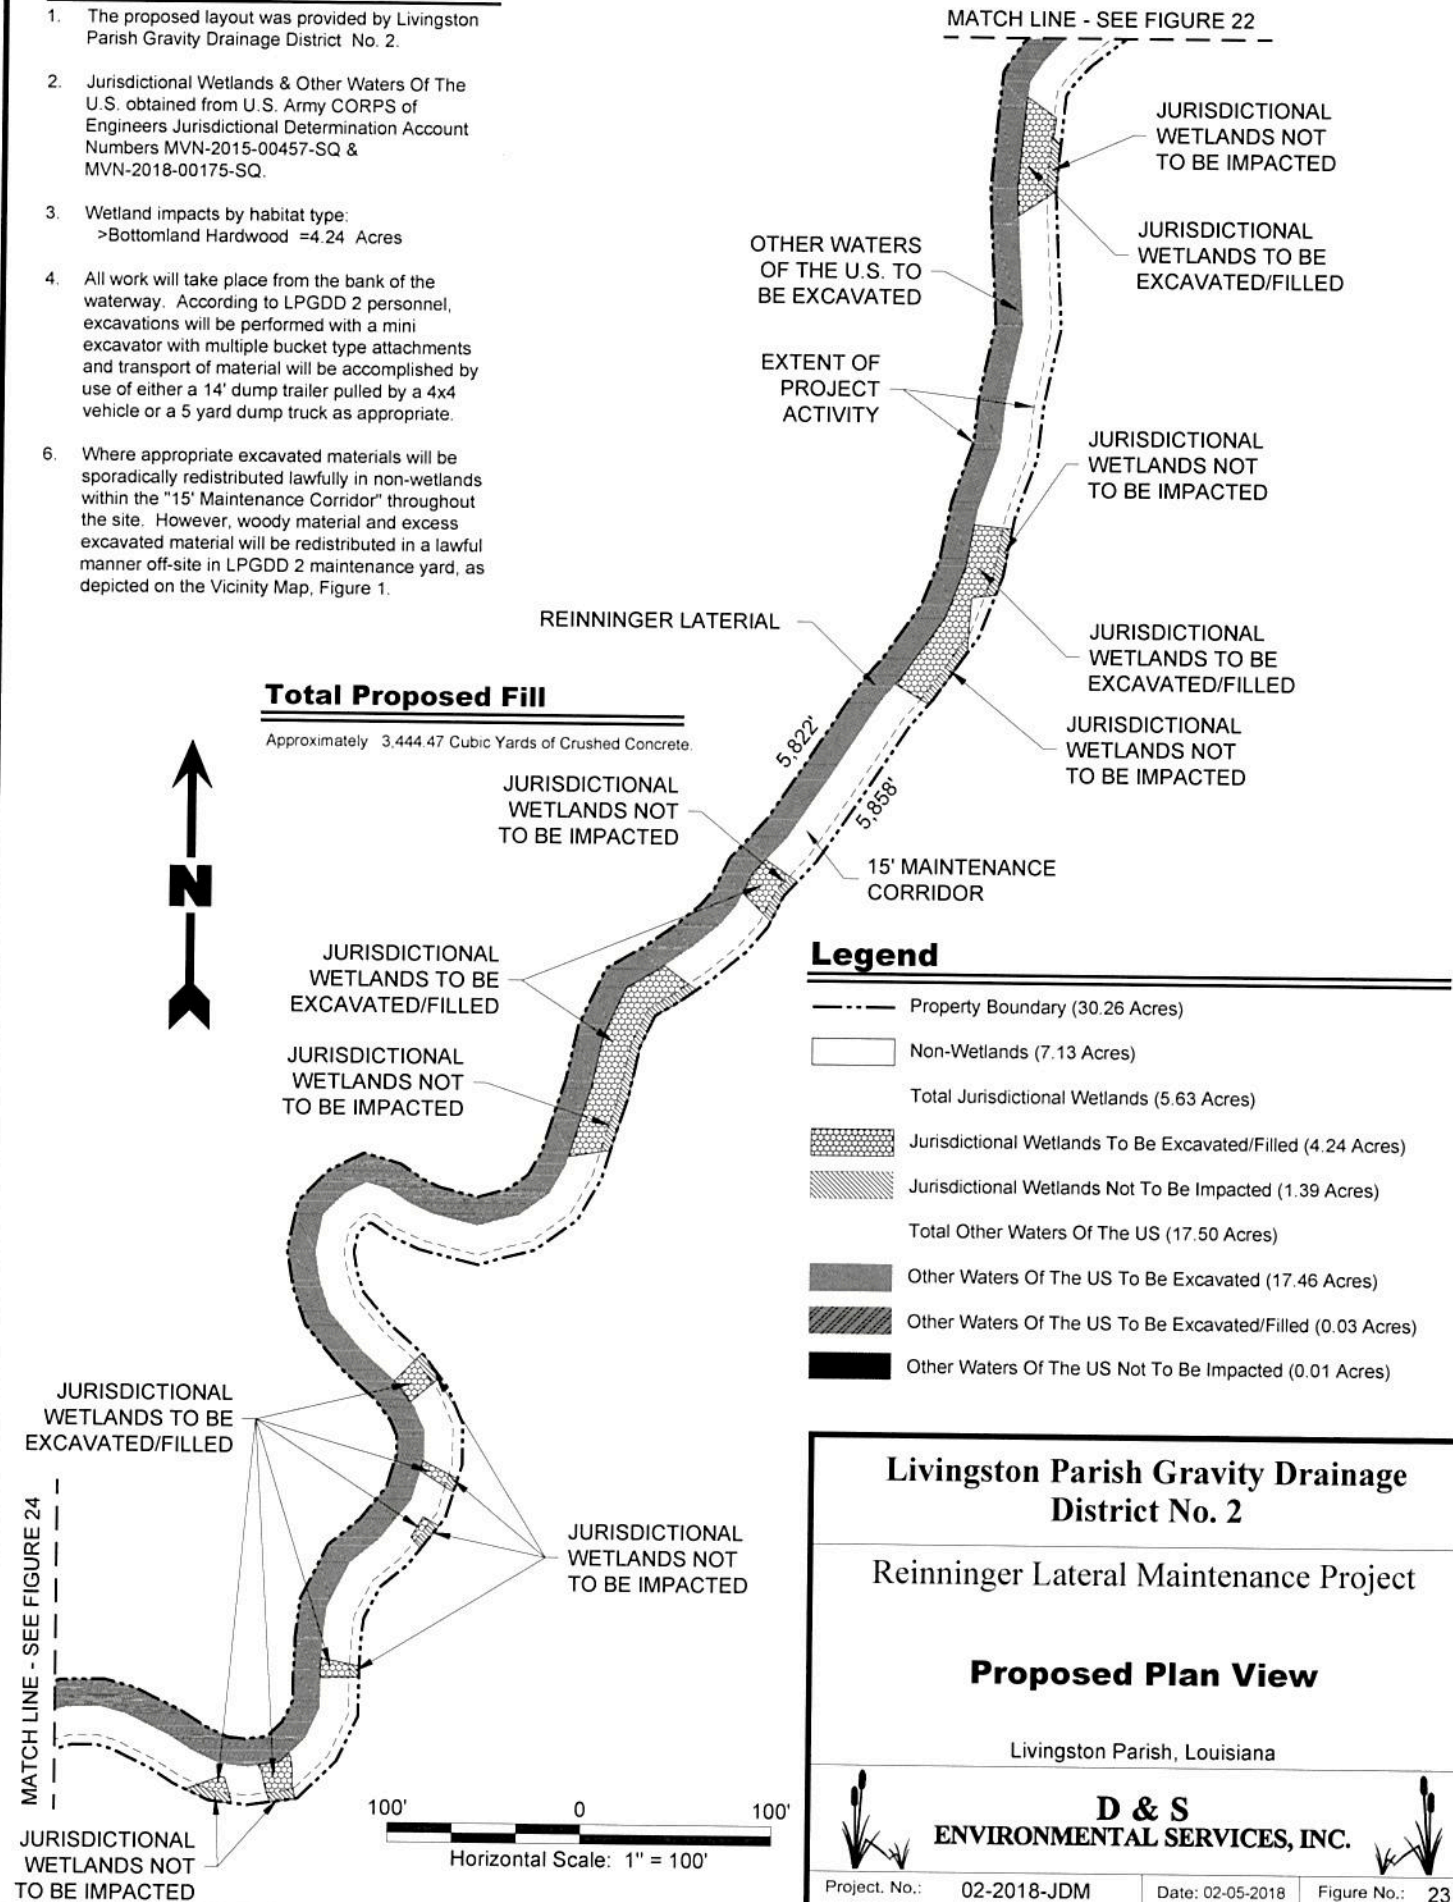 1. The proposed layout was provided by Livingston
Parish Gravity Drainage District No. 2.
2. Jurisdictional Wetlands & Other Waters Of The
U.S. obtained from U.S. Army CORPS of
Engineers Jurisdictional Determination Account
Numbers MVN-2015-00457-SQ &
MVN-2018-00175-SQ.
3. Wetland impacts by habitat type:
>Bottomland Hardwood =4.24 Acres
4. All work will take place from the bank of the
waterway. According to LPGDD 2 personnel,
excavations will be performed with a mini
excavator with multiple bucket type attachments
and transport of material will be accomplished by
use of either a 14' dump trailer pulled by a 4x4
vehicle or a 5 yard dump truck as appropriate.
6. Where appropriate excavated materials will be
sporadically redistributed lawfully in non-wetlands
within the "15' Maintenance Corridor" throughout
the site. However, woody material and excess
excavated material will be redistributed in a lawful
manner off-site in LPGDD 2 maintenance yard, as
depicted on the Vicinity Map, Figure 1.
MATCH LINE - SEE FIGURE 22
JURISDICTIONAL
WETLANDS NOT
TO BE IMPACTED
JURISDICTIONAL
WETLANDS TO BE
EXCAVATED/FILLED
OTHER WATERS
OF THE U.S. TO
BE EXCAVATED
EXTENT OF
PROJECT
ACTIVITY
JURISDICTIONAL
WETLANDS NOT
TO BE IMPACTED
REINNINGER LATERIAL
JURISDICTIONAL
WETLANDS TO BE
EXCAVATED/FILLED
JURISDICTIONAL
WETLANDS NOT
TO BE IMPACTED
Total Proposed Fill
Approximately 3,444.47 Cubic Yards of Crushed Concrete.
5,822'
5,858'
JURISDICTIONAL
WETLANDS NOT
TO BE IMPACTED
15' MAINTENANCE
CORRIDOR
N
JURISDICTIONAL
WETLANDS TO BE
EXCAVATED/FILLED
JURISDICTIONAL
WETLANDS NOT
TO BE IMPACTED
Legend
Property Boundary (30.26 Acres)
Non-Wetlands (7.13 Acres)
Total Jurisdictional Wetlands (5.63 Acres)
Jurisdictional Wetlands To Be Excavated/Filled (4.24 Acres)
Jurisdictional Wetlands Not To Be Impacted (1.39 Acres)
Total Other Waters Of The US (17.50 Acres)
Other Waters Of The US To Be Excavated (17.46 Acres)
Other Waters Of The US To Be Excavated/Filled (0.03 Acres)
Other Waters Of The US Not To Be Impacted (0.01 Acres)
JURISDICTIONAL
WETLANDS TO BE
EXCAVATED/FILLED
JURISDICTIONAL
WETLANDS NOT
TO BE IMPACTED
MATCH LINE - SEE FIGURE 24
JURISDICTIONAL
WETLANDS NOT
TO BE IMPACTED
100' 0 100'
Horizontal Scale: 1" = 100'
Livingston Parish Gravity Drainage
District No. 2
Reinninger Lateral Maintenance Project
Proposed Plan View
Livingston Parish, Louisiana
D & S
ENVIRONMENTAL SERVICES, INC.
Project. No.: 02-2018-JDM Date: 02-05-2018 Figure No.: 23